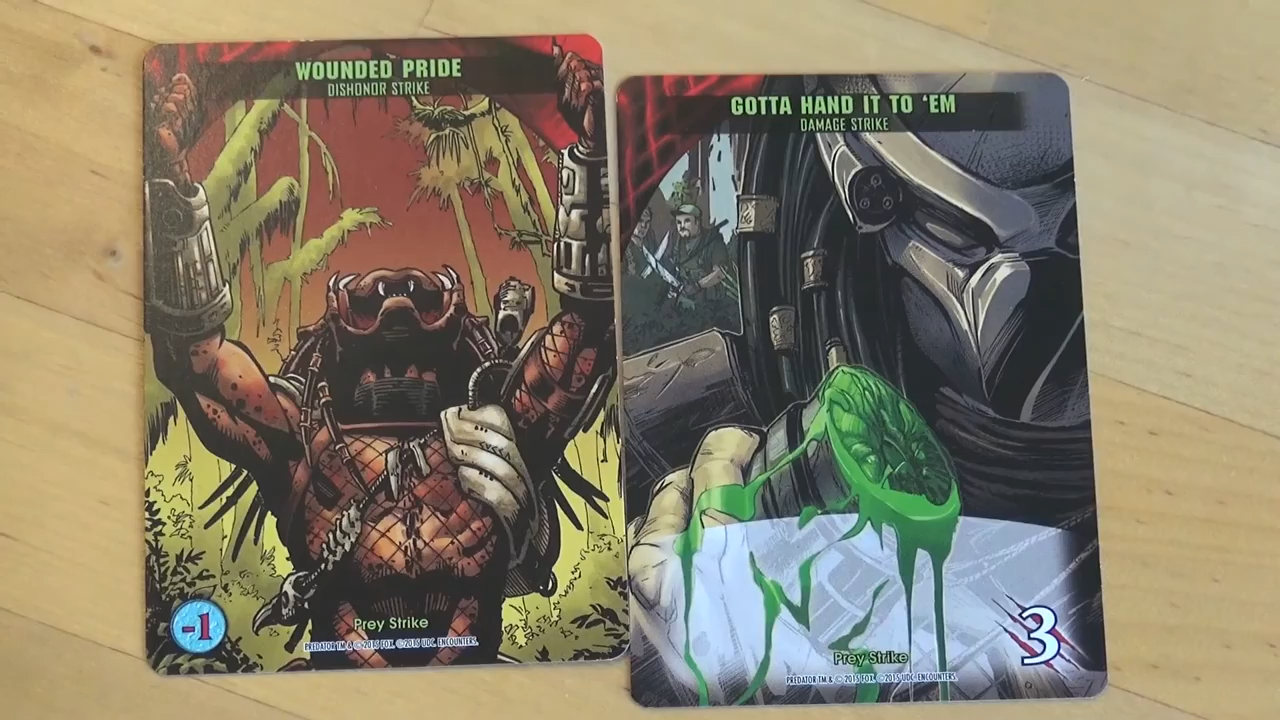 WOUNDED PRIDE
DISHONOR STRIKE
-1
Prey Strike
PREDATOR TM & © 2015 FOX. ©2015 UDC. ENCOUNTERS.
GOTTA HAND IT TO ‘EM
DAMAGE STRIKE
3
Prey Strike
PREDATOR TM & © 2015 FOX. ©2015 UDC. ENCOUNTERS.